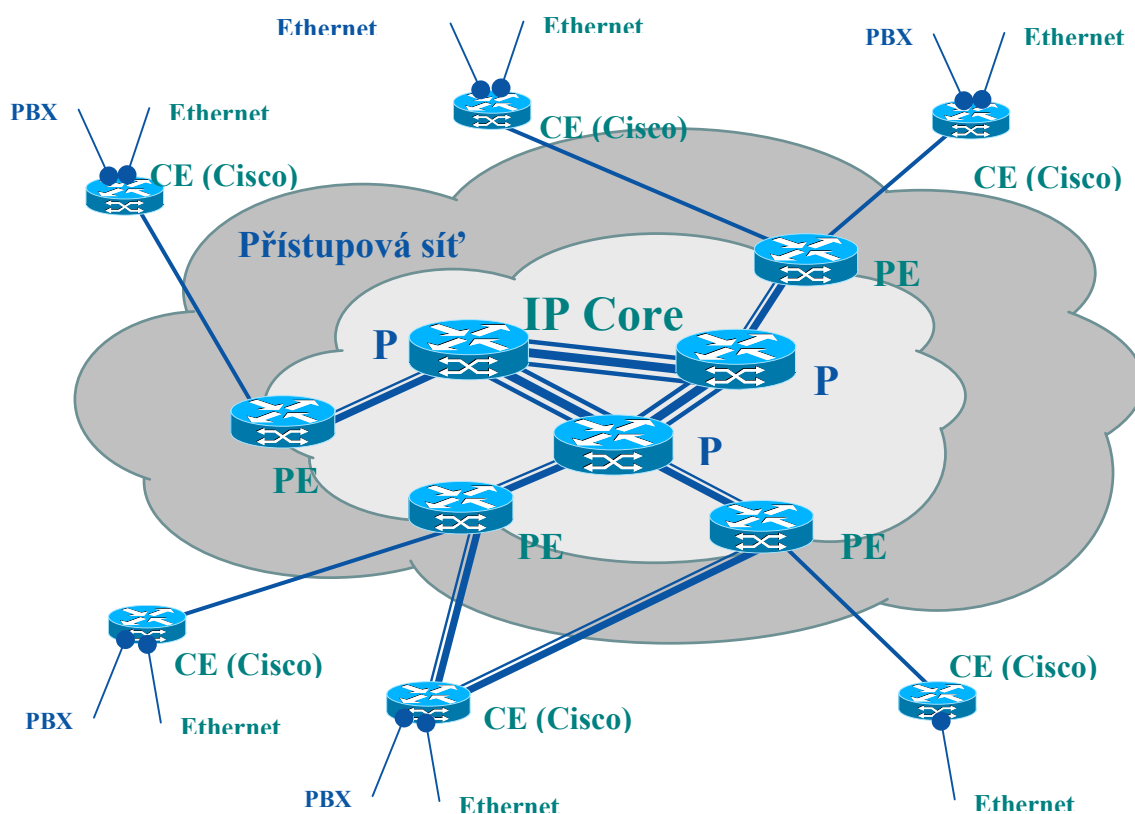 Ethernet
Ethernet
PBX
Ethernet
PBX
Ethernet
CE (Cisco)
CE (Cisco)
CE (Cisco)
Přístupová síť
PE
IP Core
P
P
P
PE
PE
PE
CE (Cisco)
CE (Cisco)
CE (Cisco)
PBX
Ethernet
PBX
Ethernet
Ethernet